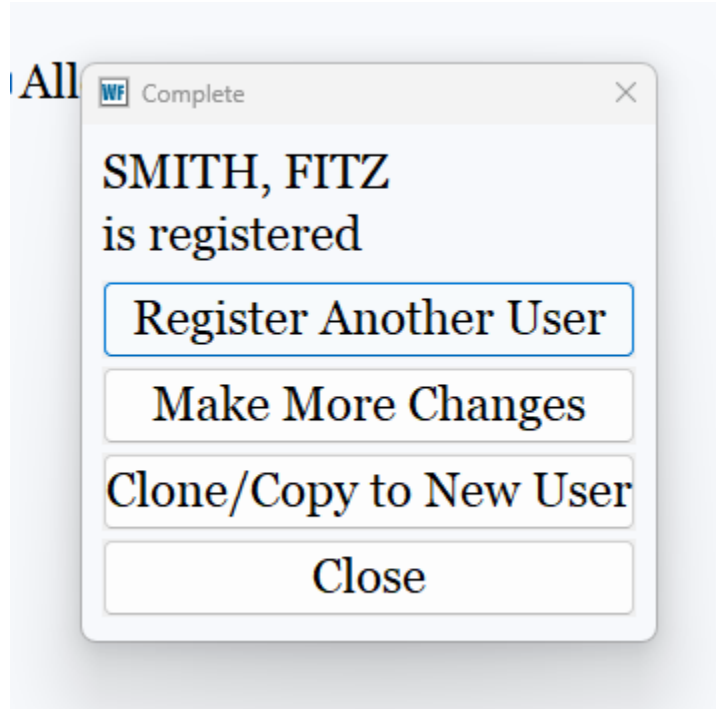 All
WF Complete
SMITH, FITZ
is registered
Register Another User
Make More Changes
Clone/Copy to New User
Close